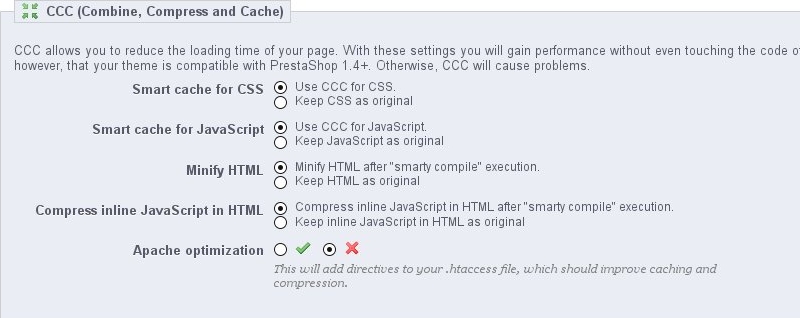 CCC (Combine, Compress and Cache)
CCC allows you to reduce the loading time of your page. With these settings you will gain performance without even touching the code of
however, that your theme is compatible with PrestaShop 1.4+. Otherwise, CCC will cause problems.
Smart cache for CSS Use CCC for CSS.
Keep CSS as original
Smart cache for JavaScript Use CCC for JavaScript.
Keep JavaScript as original
Minify HTML Minify HTML after "smarty compile" execution.
Keep HTML as original
Compress inline JavaScript in HTML Compress inline JavaScript in HTML after "smarty compile" execution.
Keep inline JavaScript in HTML as original
Apache optimization
This will add directives to your .htaccess file, which should improve caching and
compression.